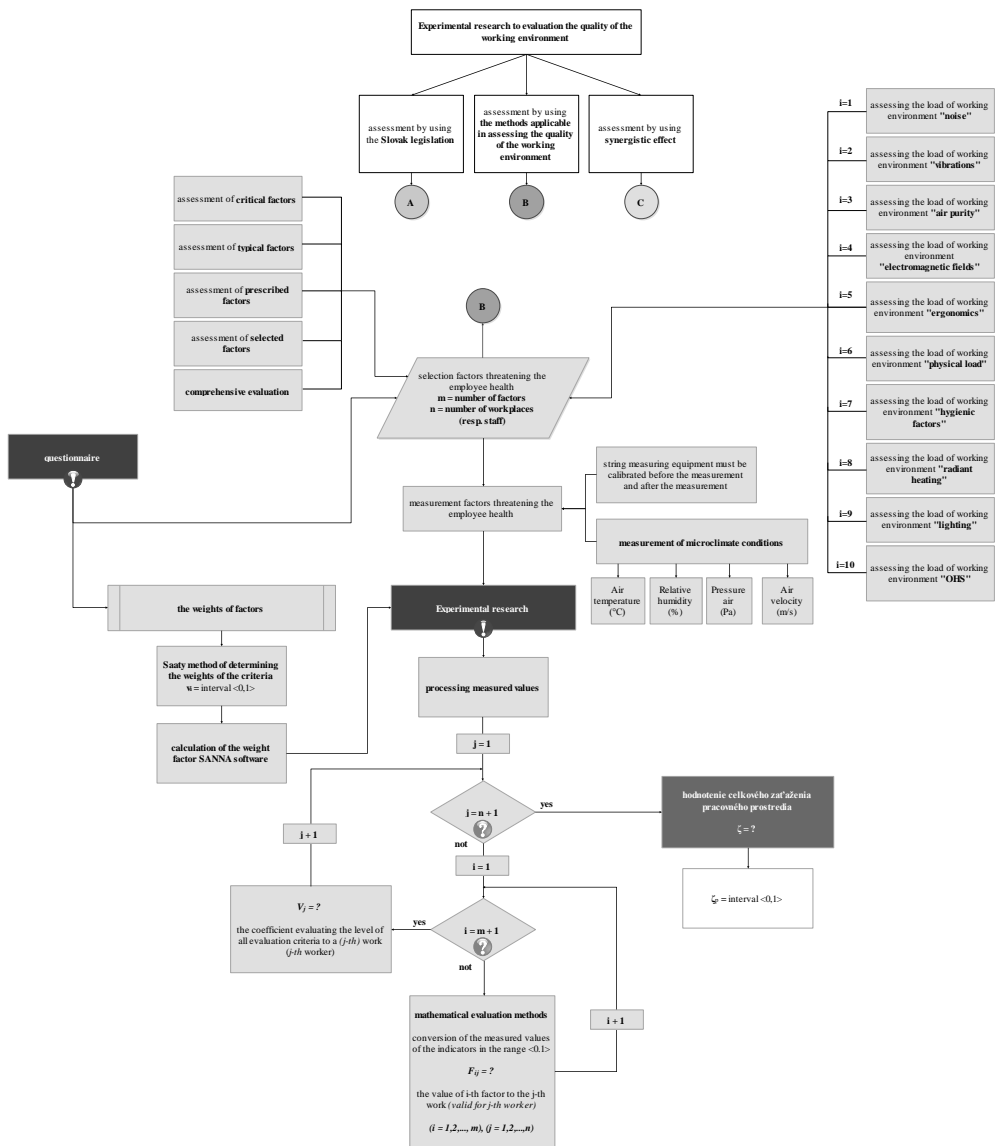 Experimental research to evaluation the quality of the
working environment
assessment by using
the Slovak legislation
assessment by using
the methods applicable
in assessing the quality
of the working
environment
assessment by using
synergistic effect
A
B
C
assessment of critical factors
assessment of typical factors
assessment of prescribed
factors
assessment of selected
factors
comprehensive evaluation
B
selection factors threatening the
employee health
m = number of factors
n = number of workplaces
(resp. staff)
i=1
assessing the load of working
environment "noise"
i=2
assessing the load of working
environment "vibrations"
i=3
assessing the load of working
environment "air purity"
i=4
assessing the load of working
environment
"electromagnetic fields"
i=5
assessing the load of working
environment "ergonomics"
i=6
assessing the load of working
environment "physical load"
i=7
assessing the load of working
environment "hygienic
factors"
i=8
assessing the load of working
environment "radiant
heating"
i=9
assessing the load of working
environment "lighting"
i=10
assessing the load of working
environment "OHS"
questionnaire
!
string measuring equipment must be
calibrated before the measurement
and after the measurement
measurement factors threatening the
employee health
measurement of microclimate conditions
Air
temperature
(°C)
Relative
humidity
(%)
Pressure
air
(Pa)
Air
velocity
(m/s)
the weights of factors
Experimental research
!
Saaty method of determining
the weights of the criteria
vi = interval <0,1>
calculation of the weight
factor SANNA software
processing measured values
j = 1
j = n + 1
?
yes
not
hodnotenie celkového zaťaženia
pracovného prostredia
ζ = ?
ζP = interval <0,1>
j + 1
i = 1
Vj = ?
the coefficient evaluating the level of
all evaluation criteria to a (j-th) work
(j-th worker)
yes
i = m + 1
?
not
mathematical evaluation methods
conversion of the measured values
of the indicators in the range <0.1>
Fij = ?
the value of i-th factor to the j-th
work (valid for j-th worker)
(i = 1,2,..., m), (j = 1,2,...,n)
i + 1